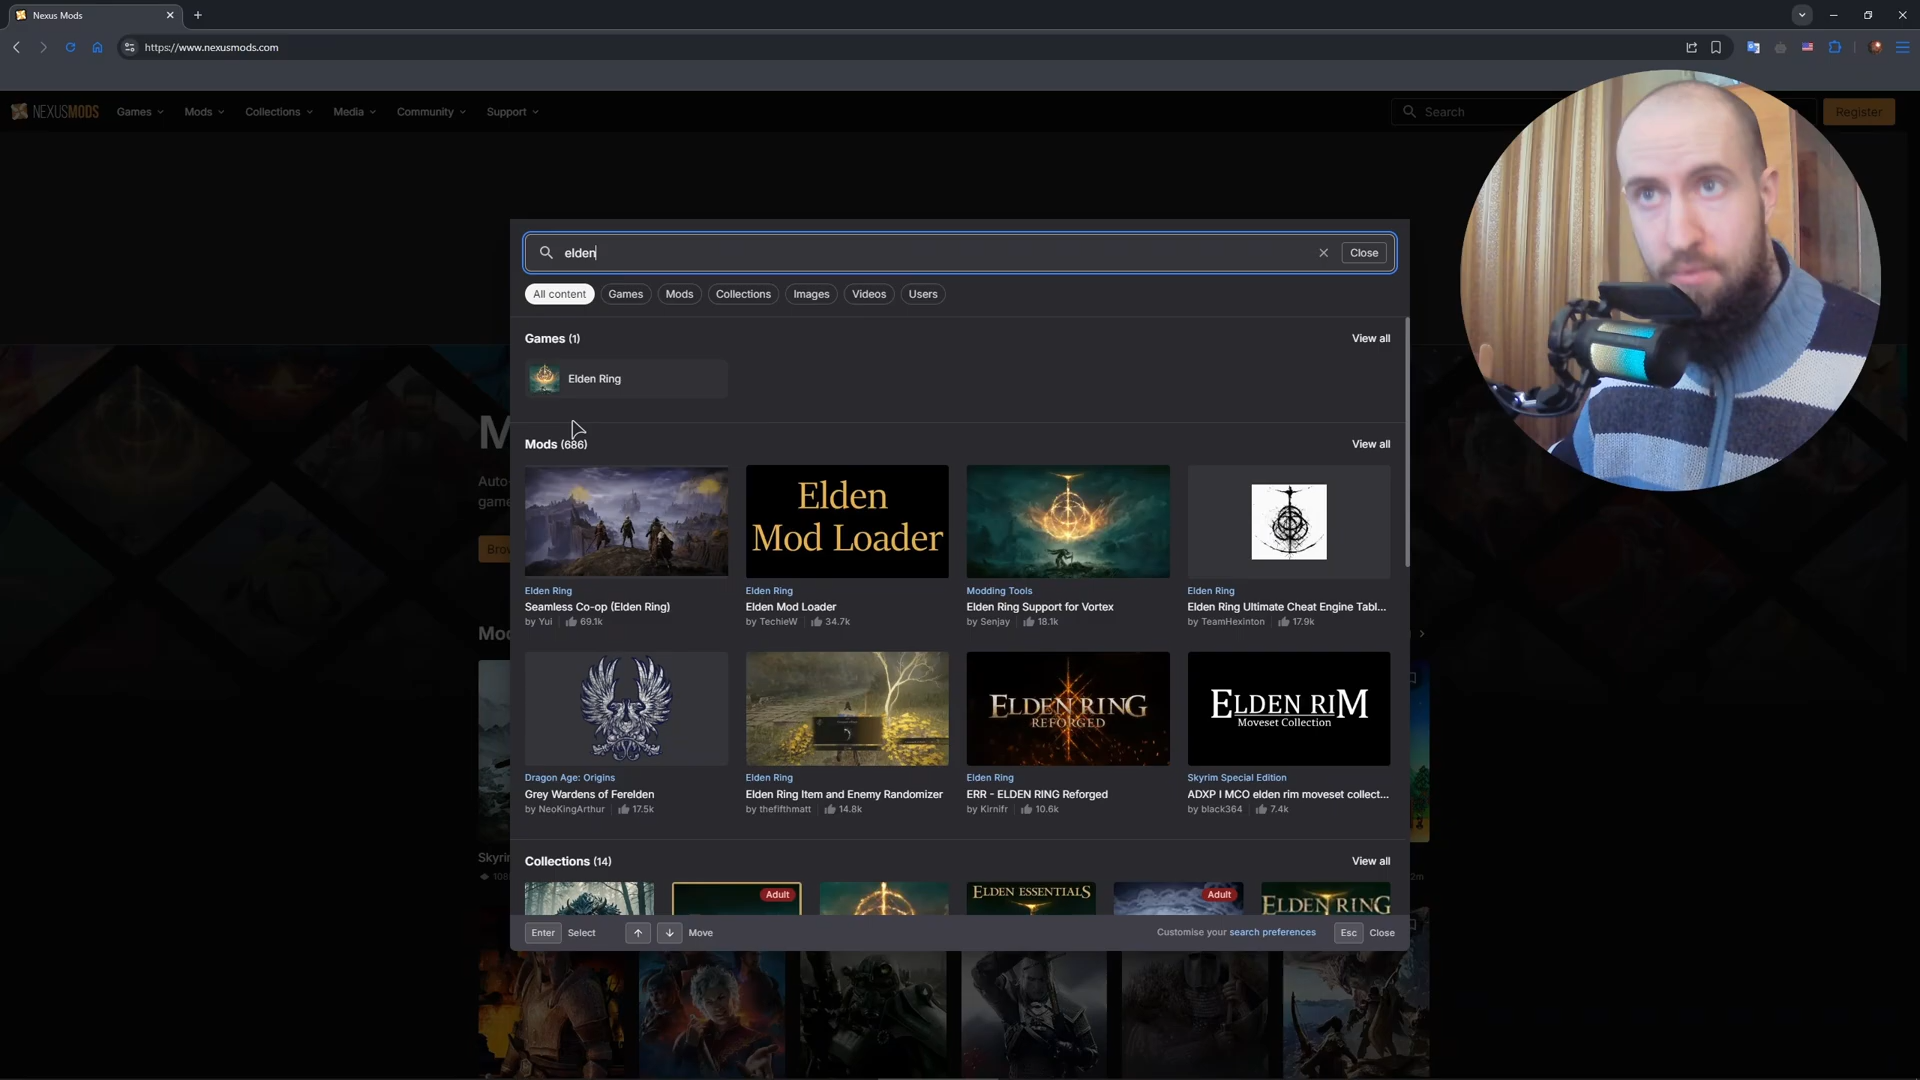 Nexus Mods
https://www.nexusmods.com
NEXUSMODS
Games
Mods
Collections
Media
Community
Support
Search
Register
elden
Close
All content
Games
Mods
Collections
Images
Videos
Users
Games (1)
View all
Elden Ring
Mods (686)
View all
Elden
Mod Loader
Elden Ring
Seamless Co-op (Elden Ring)
by Yui
69.1k
Elden Ring
Elden Mod Loader
by TechieW
34.7k
Modding Tools
Elden Ring Support for Vortex
by Senjay
18.1k
Elden Ring
Elden Ring Ultimate Cheat Engine Tabl...
by TeamHexinton
17.9k
ELDEN RING
REFORGED
ELDEN RIM
Moveset Collection
Dragon Age: Origins
Grey Wardens of Ferelden
by NeoKingArthur
17.5k
Elden Ring
Elden Ring Item and Enemy Randomizer
by thefifthmatt
14.8k
Elden Ring
ERR - ELDEN RING Reforged
by Kirnifr
10.6k
Skyrim Special Edition
ADXP I MCO elden rim moveset collect...
by black364
7.4k
Collections (14)
View all
Adult
ELDEN ESSENTIALS
Adult
ELDEN RING
Enter
Select
Move
Customise your search preferences
Esc
Close